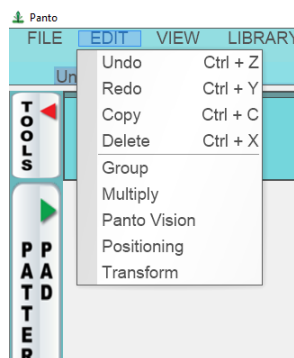 Panto
FILE EDIT VIEW LIBRARY
Un
Undo Ctrl + Z
Redo Ctrl + Y
Copy Ctrl + C
Delete Ctrl + X
Group
Multiply
Panto Vision
Positioning
Transform
TOOLS
PATTER
PAD